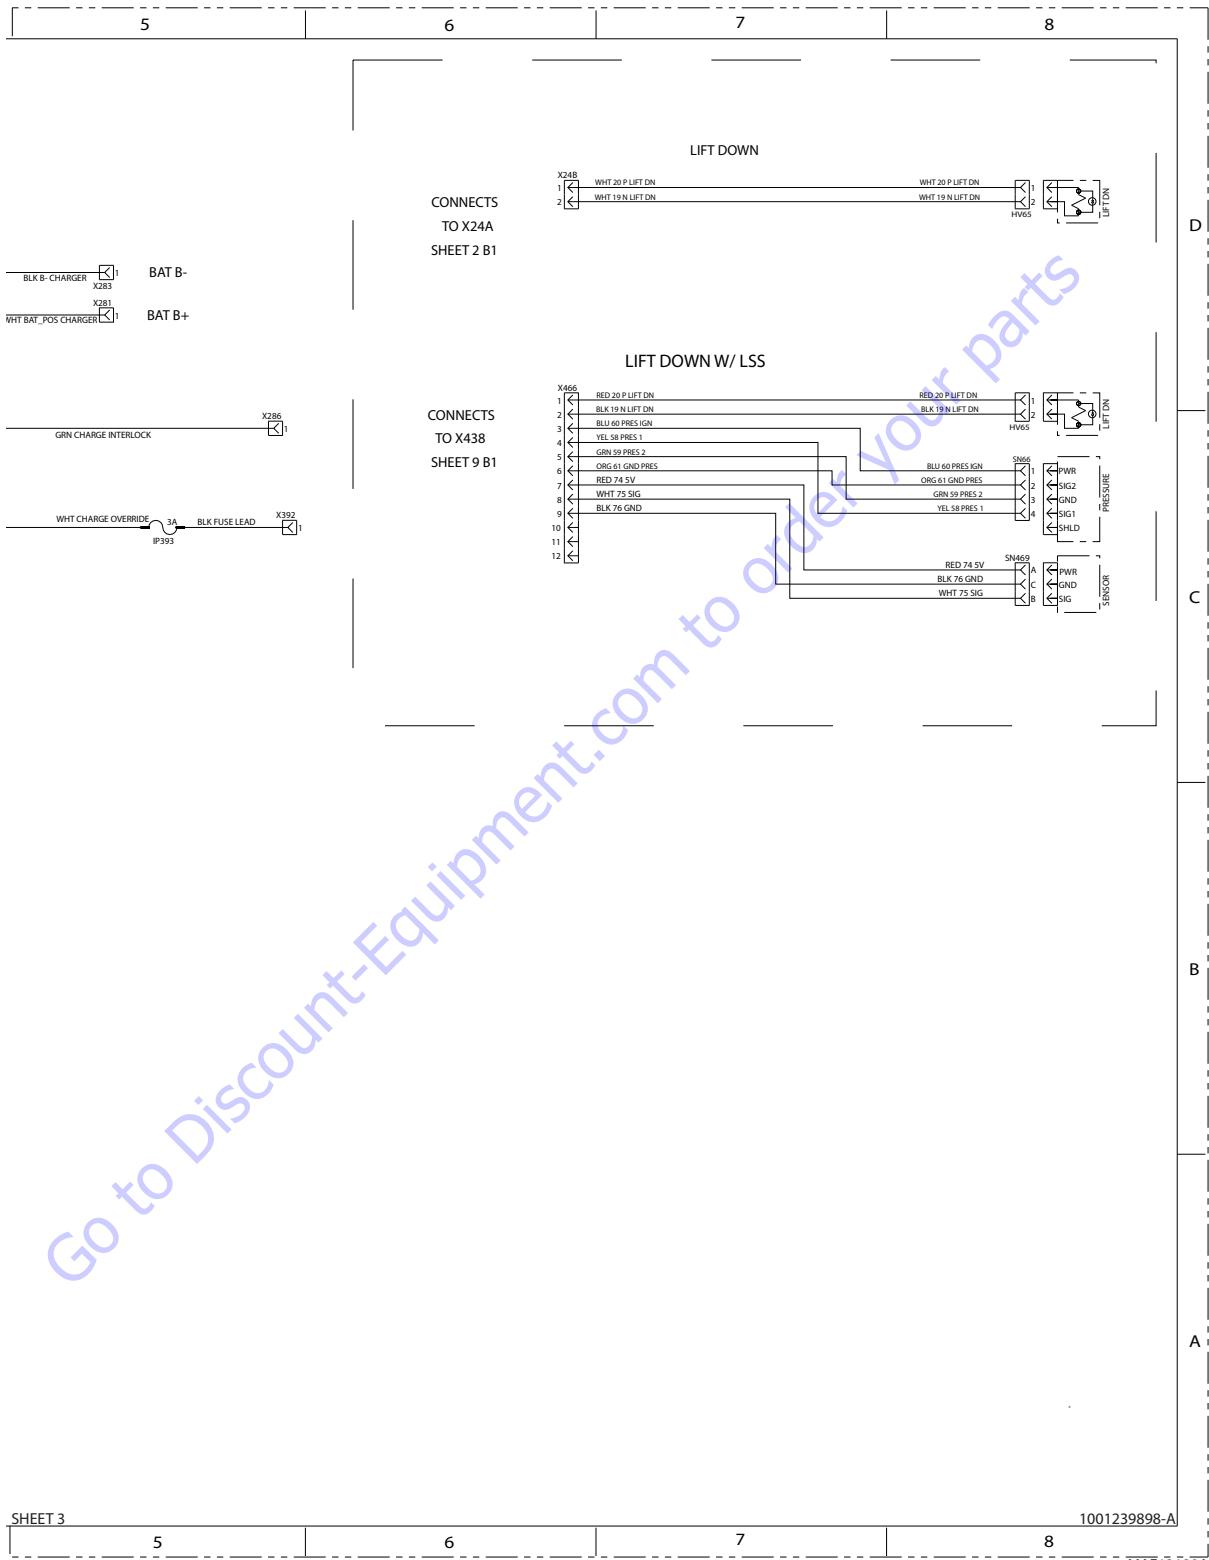 5 6 7 8
LIFT DOWN
X24B
1 WHT 20 P LIFT DN WHT 20 P LIFT DN 1
2 WHT 19 N LIFT DN WHT 19 N LIFT DN 2
HV65
LIFT DN
CONNECTS
TO X24A
SHEET 2 B1
D
BLK B- CHARGER 1 BAT B-
X283
X281
WHT BAT_POS CHARGER 1 BAT B+
LIFT DOWN W/ LSS
X466
1 RED 20 P LIFT DN RED 20 P LIFT DN 1
2 BLK 19 N LIFT DN BLK 19 N LIFT DN 2
HV65
LIFT DN
CONNECTS
TO X438
SHEET 9 B1
X286
GRN CHARGE INTERLOCK 1
3 BLU 60 PRES IGN
4 YEL 58 PRES 1
5 GRN 59 PRES 2
6 ORG 61 GND PRES
7 RED 74 5V
8 WHT 75 SIG
9 BLK 76 GND
10
11
12
SN66
BLU 60 PRES IGN 1 PWR
ORG 61 GND PRES 2 SIG2
GRN 59 PRES 2 3 GND
YEL 58 PRES 1 4 SIG1
SHLD
PRESSURE
WHT CHARGE OVERRIDE 3A BLK FUSE LEAD X392 1
IP393
SN469
RED 74 5V A PWR
BLK 76 GND C GND
WHT 75 SIG B SIG
SENSOR
C
B
A
Go to Discount-Equipment.com to order your parts
SHEET 3 1001239898-A
5 6 7 8